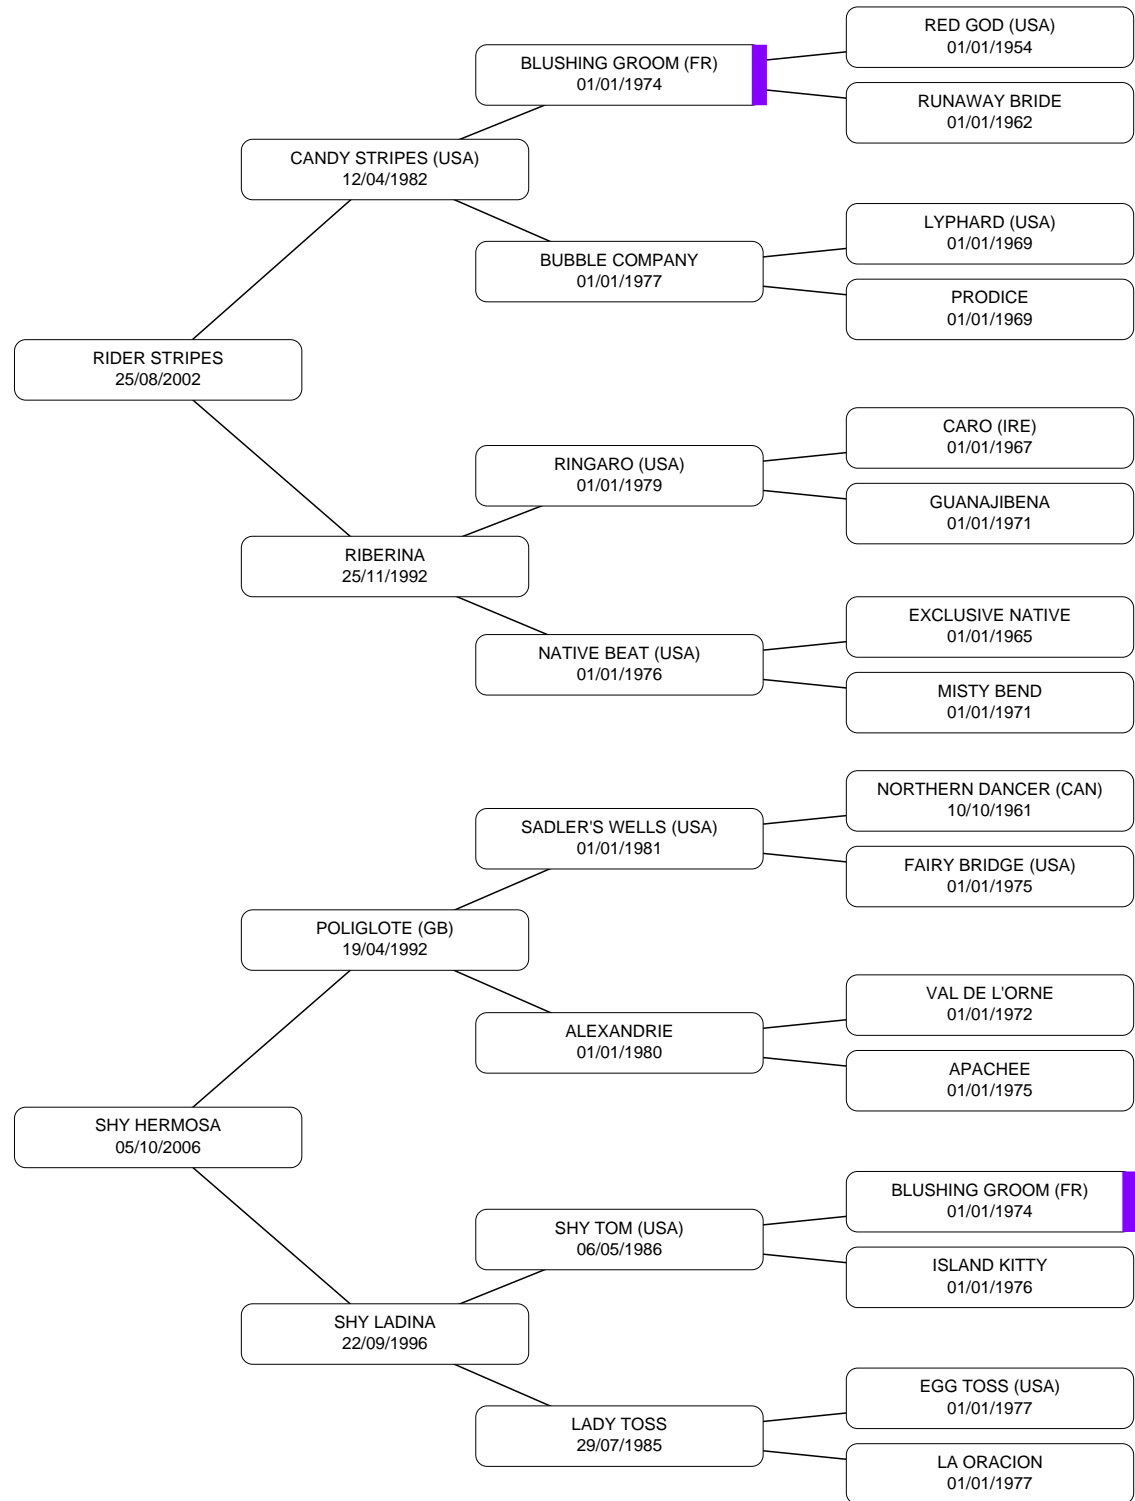 RED GOD (USA)
01/01/1954
BLUSHING GROOM (FR)
01/01/1974
RUNAWAY BRIDE
01/01/1962
CANDY STRIPES (USA)
12/04/1982
LYPHARD (USA)
01/01/1969
BUBBLE COMPANY
01/01/1977
PRODICE
01/01/1969
RIDER STRIPES
25/08/2002
CARO (IRE)
01/01/1967
RINGARO (USA)
01/01/1979
GUANAJIBENA
01/01/1971
RIBERINA
25/11/1992
EXCLUSIVE NATIVE
01/01/1965
NATIVE BEAT (USA)
01/01/1976
MISTY BEND
01/01/1971
NORTHERN DANCER (CAN)
10/10/1961
SADLER'S WELLS (USA)
01/01/1981
FAIRY BRIDGE (USA)
01/01/1975
POLIGLOTE (GB)
19/04/1992
VAL DE L'ORNE
01/01/1972
ALEXANDRIE
01/01/1980
APACHEE
01/01/1975
SHY HERMOSA
05/10/2006
BLUSHING GROOM (FR)
01/01/1974
SHY TOM (USA)
06/05/1986
ISLAND KITTY
01/01/1976
SHY LADINA
22/09/1996
EGG TOSS (USA)
01/01/1977
LADY TOSS
29/07/1985
LA ORACION
01/01/1977